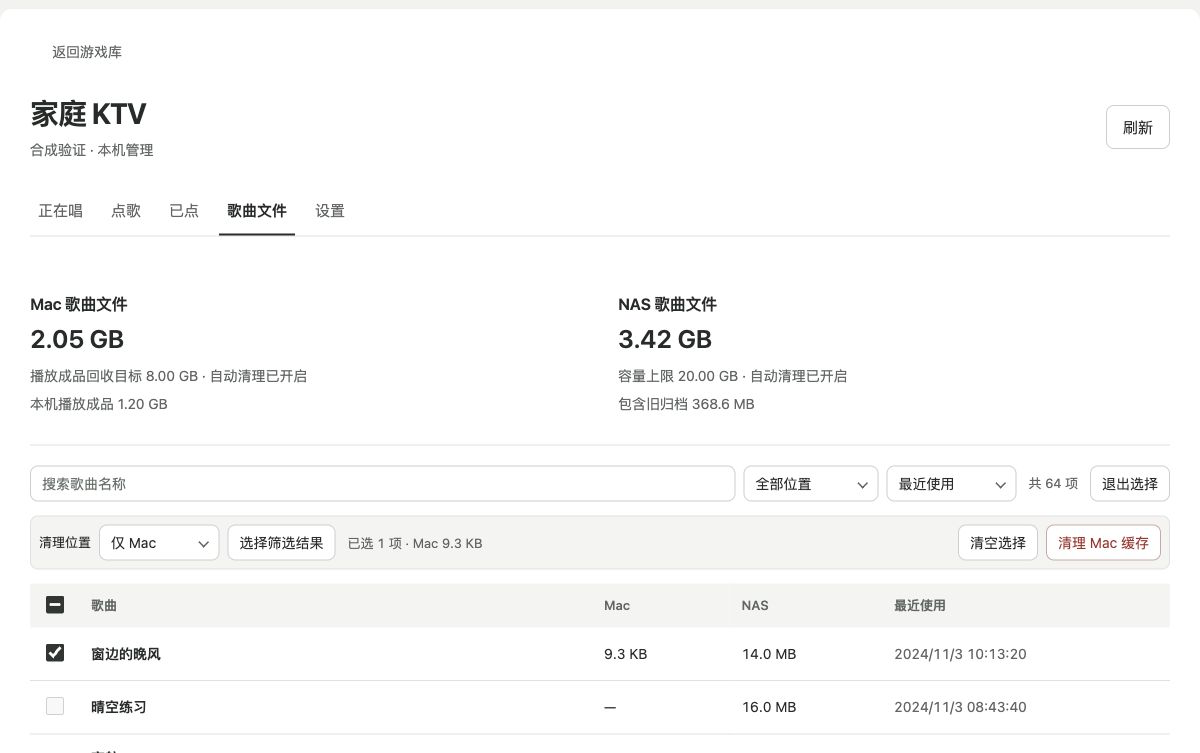 返回游戏库
家庭 KTV
合成验证 · 本机管理
刷新
正在唱 点歌 已点 歌曲文件 设置
Mac 歌曲文件
2.05 GB
播放成品回收目标 8.00 GB · 自动清理已开启
本机播放成品 1.20 GB
NAS 歌曲文件
3.42 GB
容量上限 20.00 GB · 自动清理已开启
包含旧归档 368.6 MB
搜索歌曲名称 全部位置 最近使用 共 64 项 退出选择
清理位置 仅 Mac 选择筛选结果 已选 1 项 · Mac 9.3 KB 清空选择 清理 Mac 缓存
歌曲 Mac NAS 最近使用
窗边的晚风 9.3 KB 14.0 MB 2024/11/3 10:13:20
晴空练习 — 16.0 MB 2024/11/3 08:43:40